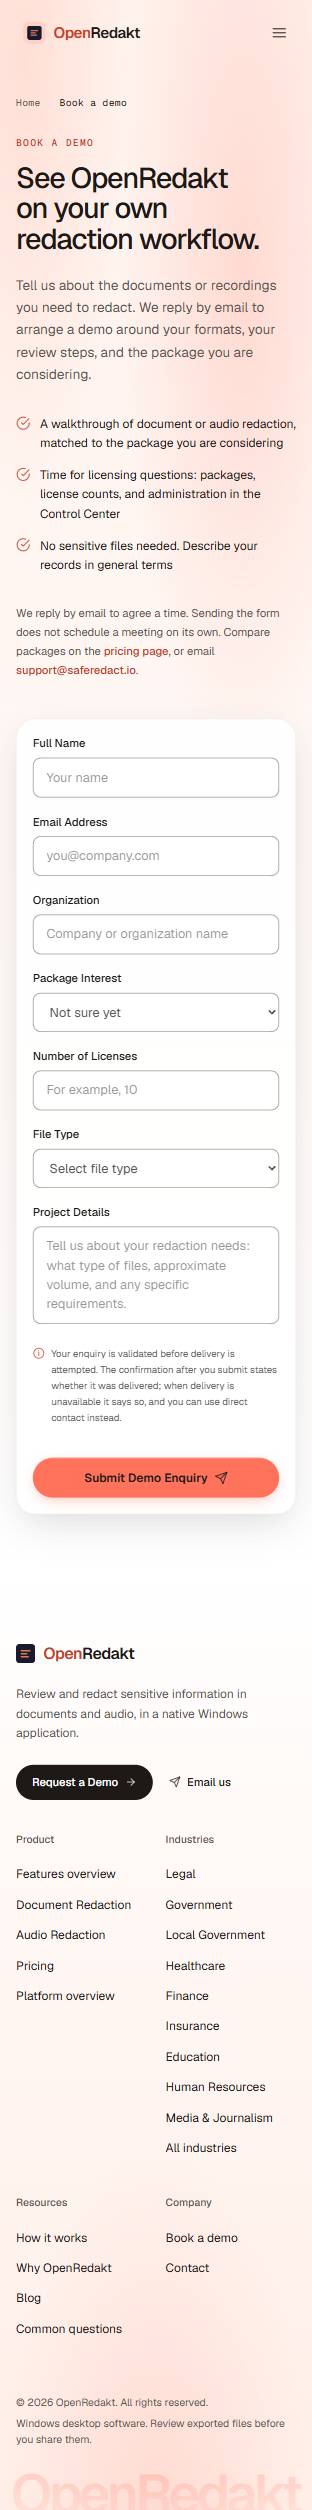 OpenRedakt
Home Book a demo
BOOK A DEMO
See OpenRedakt
on your own
redaction workflow.
Tell us about the documents or recordings
you need to redact. We reply by email to
arrange a demo around your formats, your
review steps, and the package you are
considering.
A walkthrough of document or audio redaction,
matched to the package you are considering
Time for licensing questions: packages,
license counts, and administration in the
Control Center
No sensitive files needed. Describe your
records in general terms
We reply by email to agree a time. Sending the form
does not schedule a meeting on its own. Compare
packages on the pricing page, or email
support@saferedact.io.
Full Name
Your name
Email Address
you@company.com
Organization
Company or organization name
Package Interest
Not sure yet
Number of Licenses
For example, 10
File Type
Select file type
Project Details
Tell us about your redaction needs:
what type of files, approximate
volume, and any specific
requirements.
Your enquiry is validated before delivery is
attempted. The confirmation after you submit states
whether it was delivered; when delivery is
unavailable it says so, and you can use direct
contact instead.
Submit Demo Enquiry
OpenRedakt
Review and redact sensitive information in
documents and audio, in a native Windows
application.
Request a Demo Email us
Product
Features overview
Document Redaction
Audio Redaction
Pricing
Platform overview
Industries
Legal
Government
Local Government
Healthcare
Finance
Insurance
Education
Human Resources
Media & Journalism
All industries
Resources
How it works
Why OpenRedakt
Blog
Common questions
Company
Book a demo
Contact
© 2026 OpenRedakt. All rights reserved.
Windows desktop software. Review exported files before
you share them.
OpenRedakt